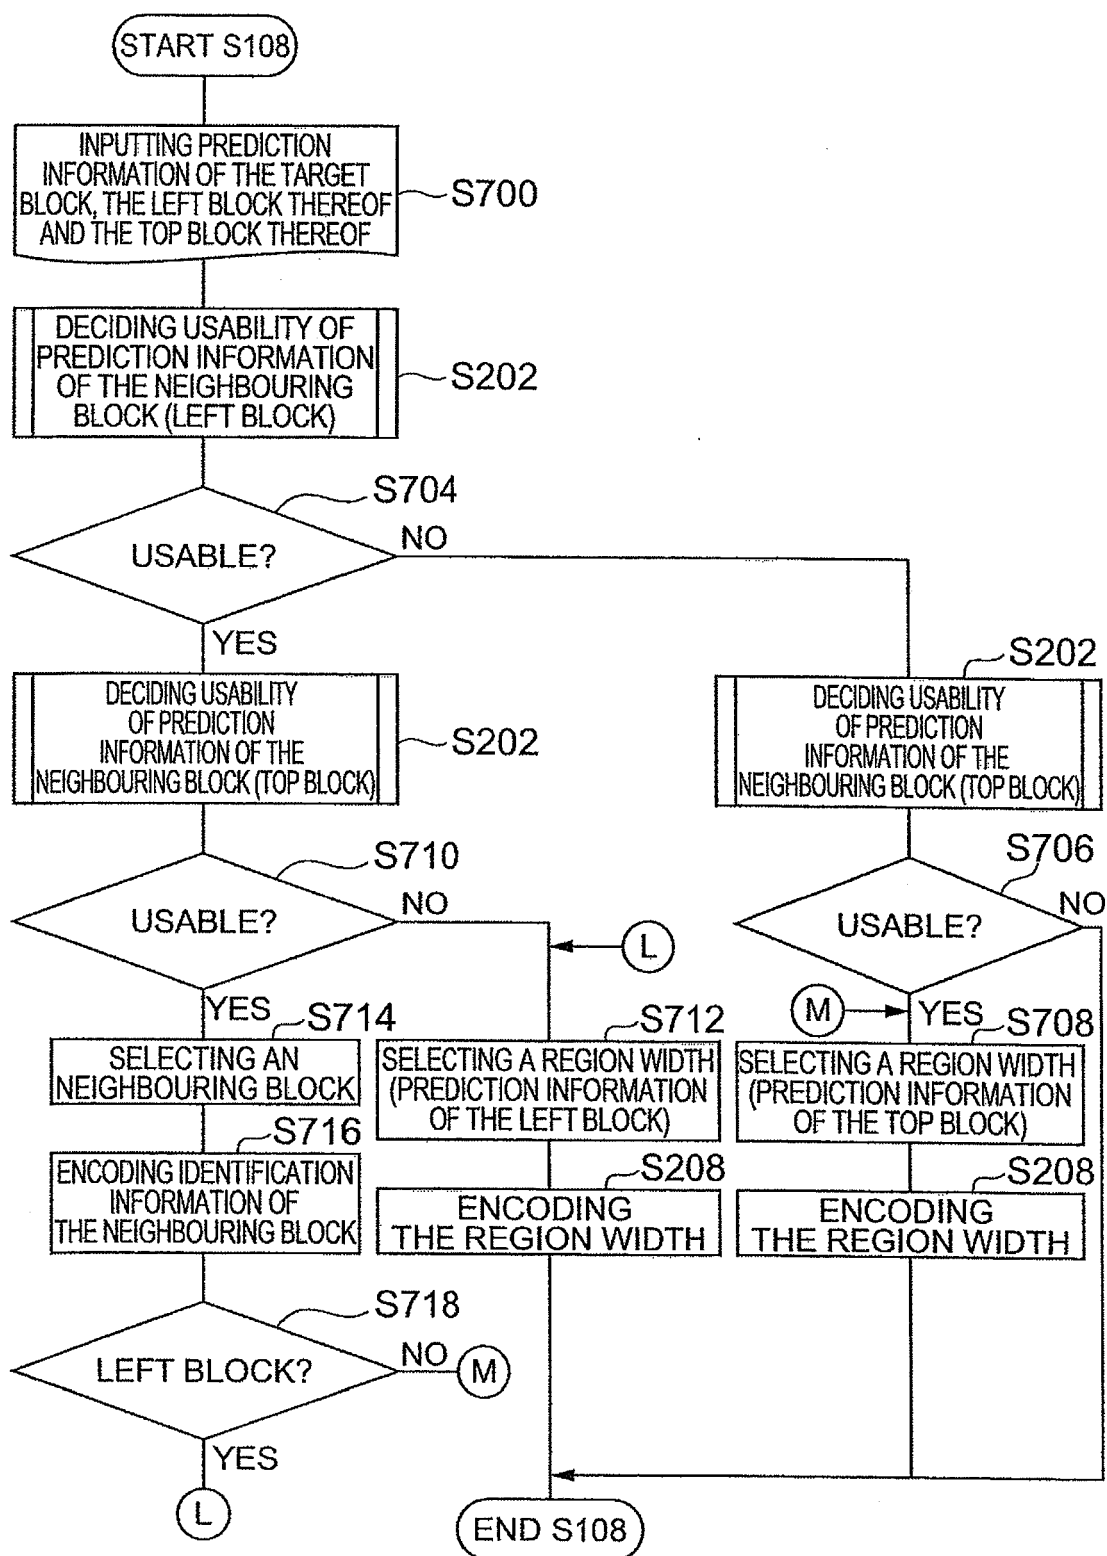 START S108
INPUTTING PREDICTION
INFORMATION OF THE TARGET
BLOCK, THE LEFT BLOCK THEREOF
AND THE TOP BLOCK THEREOF
S700
DECIDING USABILITY OF
PREDICTION INFORMATION
OF THE NEIGHBOURING
BLOCK (LEFT BLOCK)
S202
S704
USABLE?
NO
YES
DECIDING USABILITY
OF PREDICTION
INFORMATION OF THE
NEIGHBOURING BLOCK (TOP BLOCK)
S202
S202
DECIDING USABILITY
OF PREDICTION
INFORMATION OF THE
NEIGHBOURING BLOCK (TOP BLOCK)
S710
USABLE?
NO
L
S706
USABLE?
NO
YES
M
YES
S714
SELECTING AN
NEIGHBOURING BLOCK
S712
SELECTING A REGION WIDTH
(PREDICTION INFORMATION
OF THE LEFT BLOCK)
S708
SELECTING A REGION WIDTH
(PREDICTION INFORMATION
OF THE TOP BLOCK)
S716
ENCODING IDENTIFICATION
INFORMATION OF
THE NEIGHBOURING BLOCK
S208
ENCODING
THE REGION WIDTH
S208
ENCODING
THE REGION WIDTH
S718
LEFT BLOCK?
NO
M
YES
L
END S108